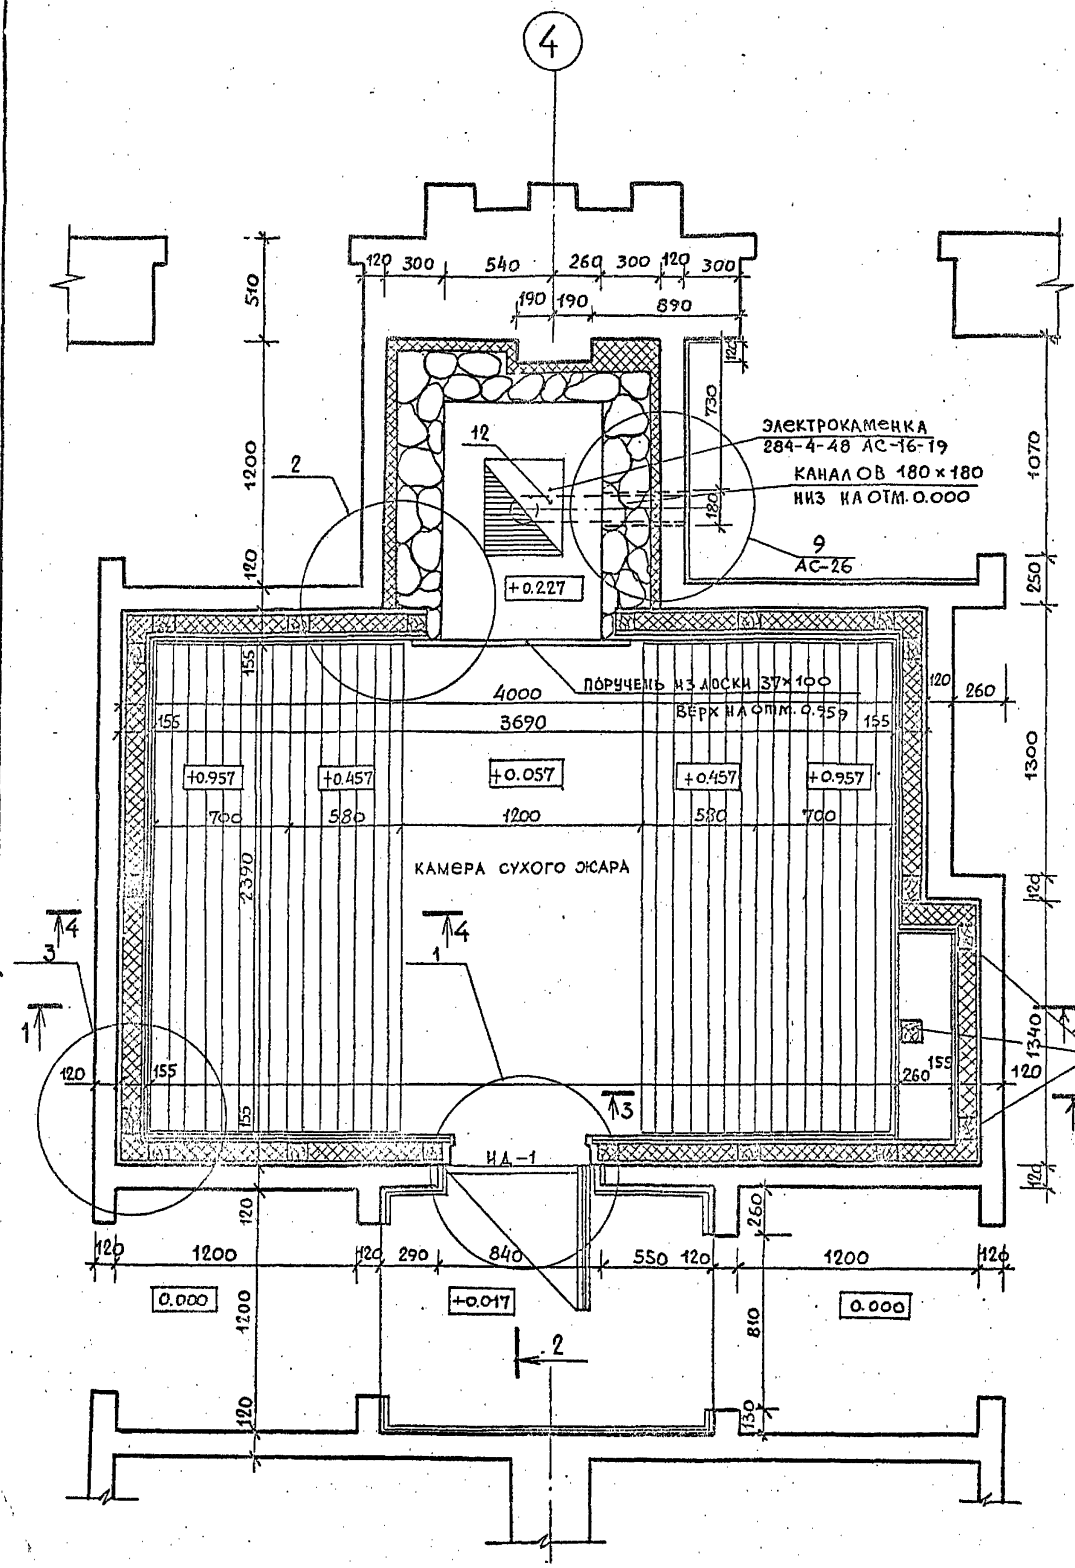 4
120 300 540 260 300 120 300
190 190 890
510
120
730
ЭЛЕКТРОКАМЕНКА
284-4-48 АС-16-19
КАНАЛ ОВ 180×180
НИЗ НА ОТМ. 0.000
12
2
1200
1070
180
9
АС-26
120
+0.227
250
155
ПОРУЧЕНЬ ИЗ ДОСКИ 37×100
ВЕРХ НА ОТМ. 0.959
4000
120 260
155 3690 155
1300
+0.957 +0.457 +0.057 +0.457 +0.957
700 580 1200 580 700
2390
КАМЕРА СУХОГО ЖАРА
120
4 4
3 1
1
1340
120 155 260 155 120
155
3
ИД-1
120 260 120
120 1200 120 290 840 550 120 1200 120
0.000 +0.017 0.000
1200 810
2
120 130